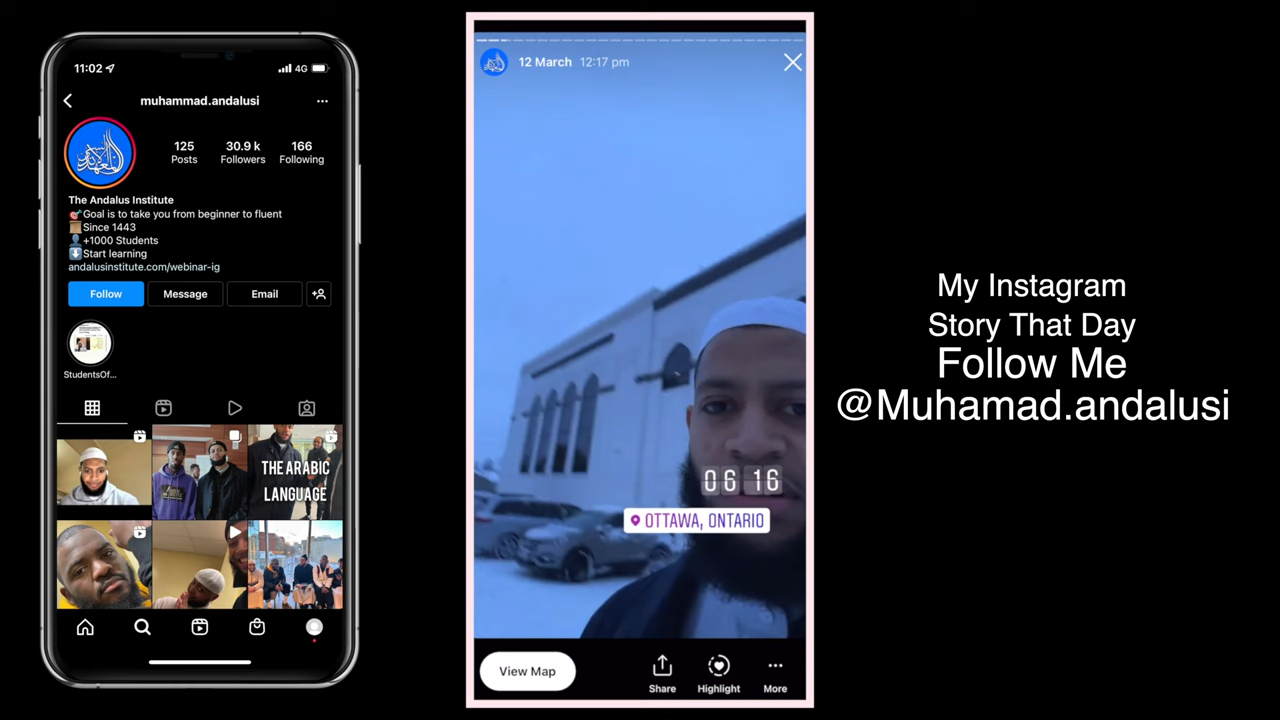 11:02
4G
muhammad.andalusi
125
Posts
30.9 k
Followers
166
Following
The Andalus Institute
Goal is to take you from beginner to fluent
Since 1443
+1000 Students
Start learning
andalusinstitute.com/webinar-ig
Follow
Message
Email
StudentsOf...
THE ARABIC
LANGUAGE
12 March 12:17 pm
06 16
OTTAWA, ONTARIO
View Map
Share
Highlight
More
My Instagram
Story That Day
Follow Me
@Muhamad.andalusi